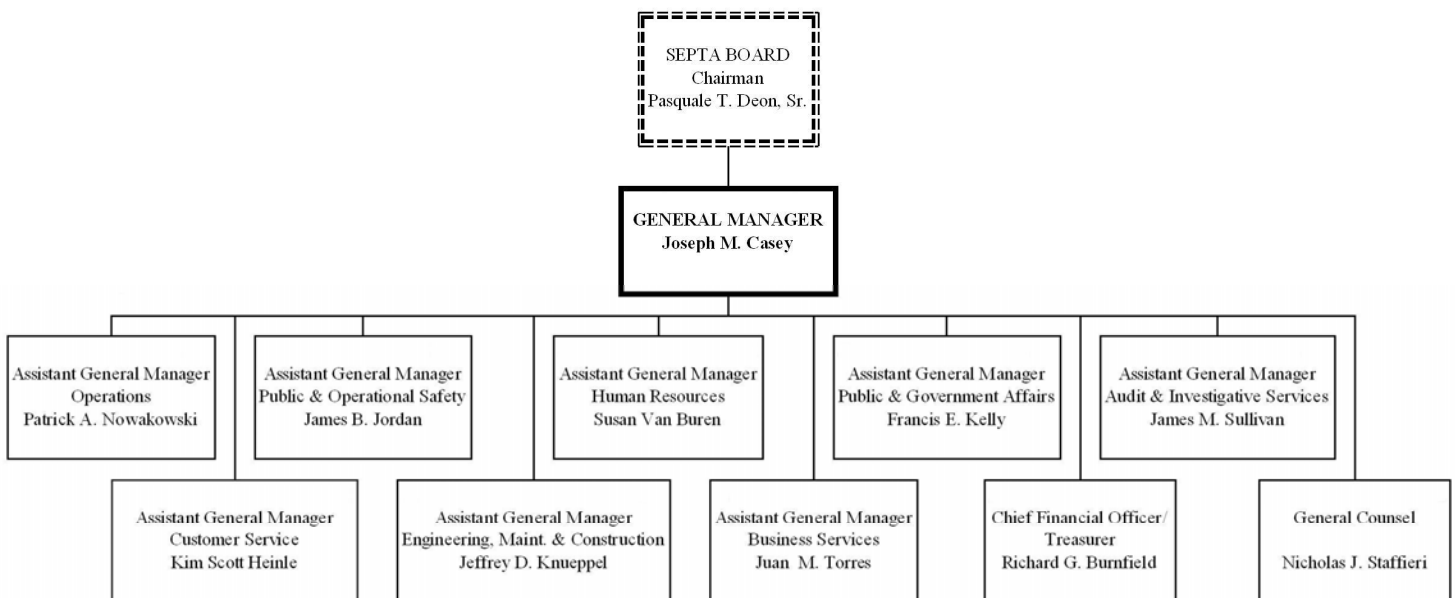 SEPTA BOARD
Chairman
Pasquale T. Deon, Sr.
GENERAL MANAGER
Joseph M. Casey
Assistant General Manager
Operations
Patrick A. Nowakowski
Assistant General Manager
Public & Operational Safety
James B. Jordan
Assistant General Manager
Human Resources
Susan Van Buren
Assistant General Manager
Public & Government Affairs
Francis E. Kelly
Assistant General Manager
Audit & Investigative Services
James M. Sullivan
Assistant General Manager
Customer Service
Kim Scott Heinle
Assistant General Manager
Engineering, Maint. & Construction
Jeffrey D. Knueppel
Assistant General Manager
Business Services
Juan M. Torres
Chief Financial Officer/
Treasurer
Richard G. Burnfield
General Counsel
Nicholas J. Staffieri